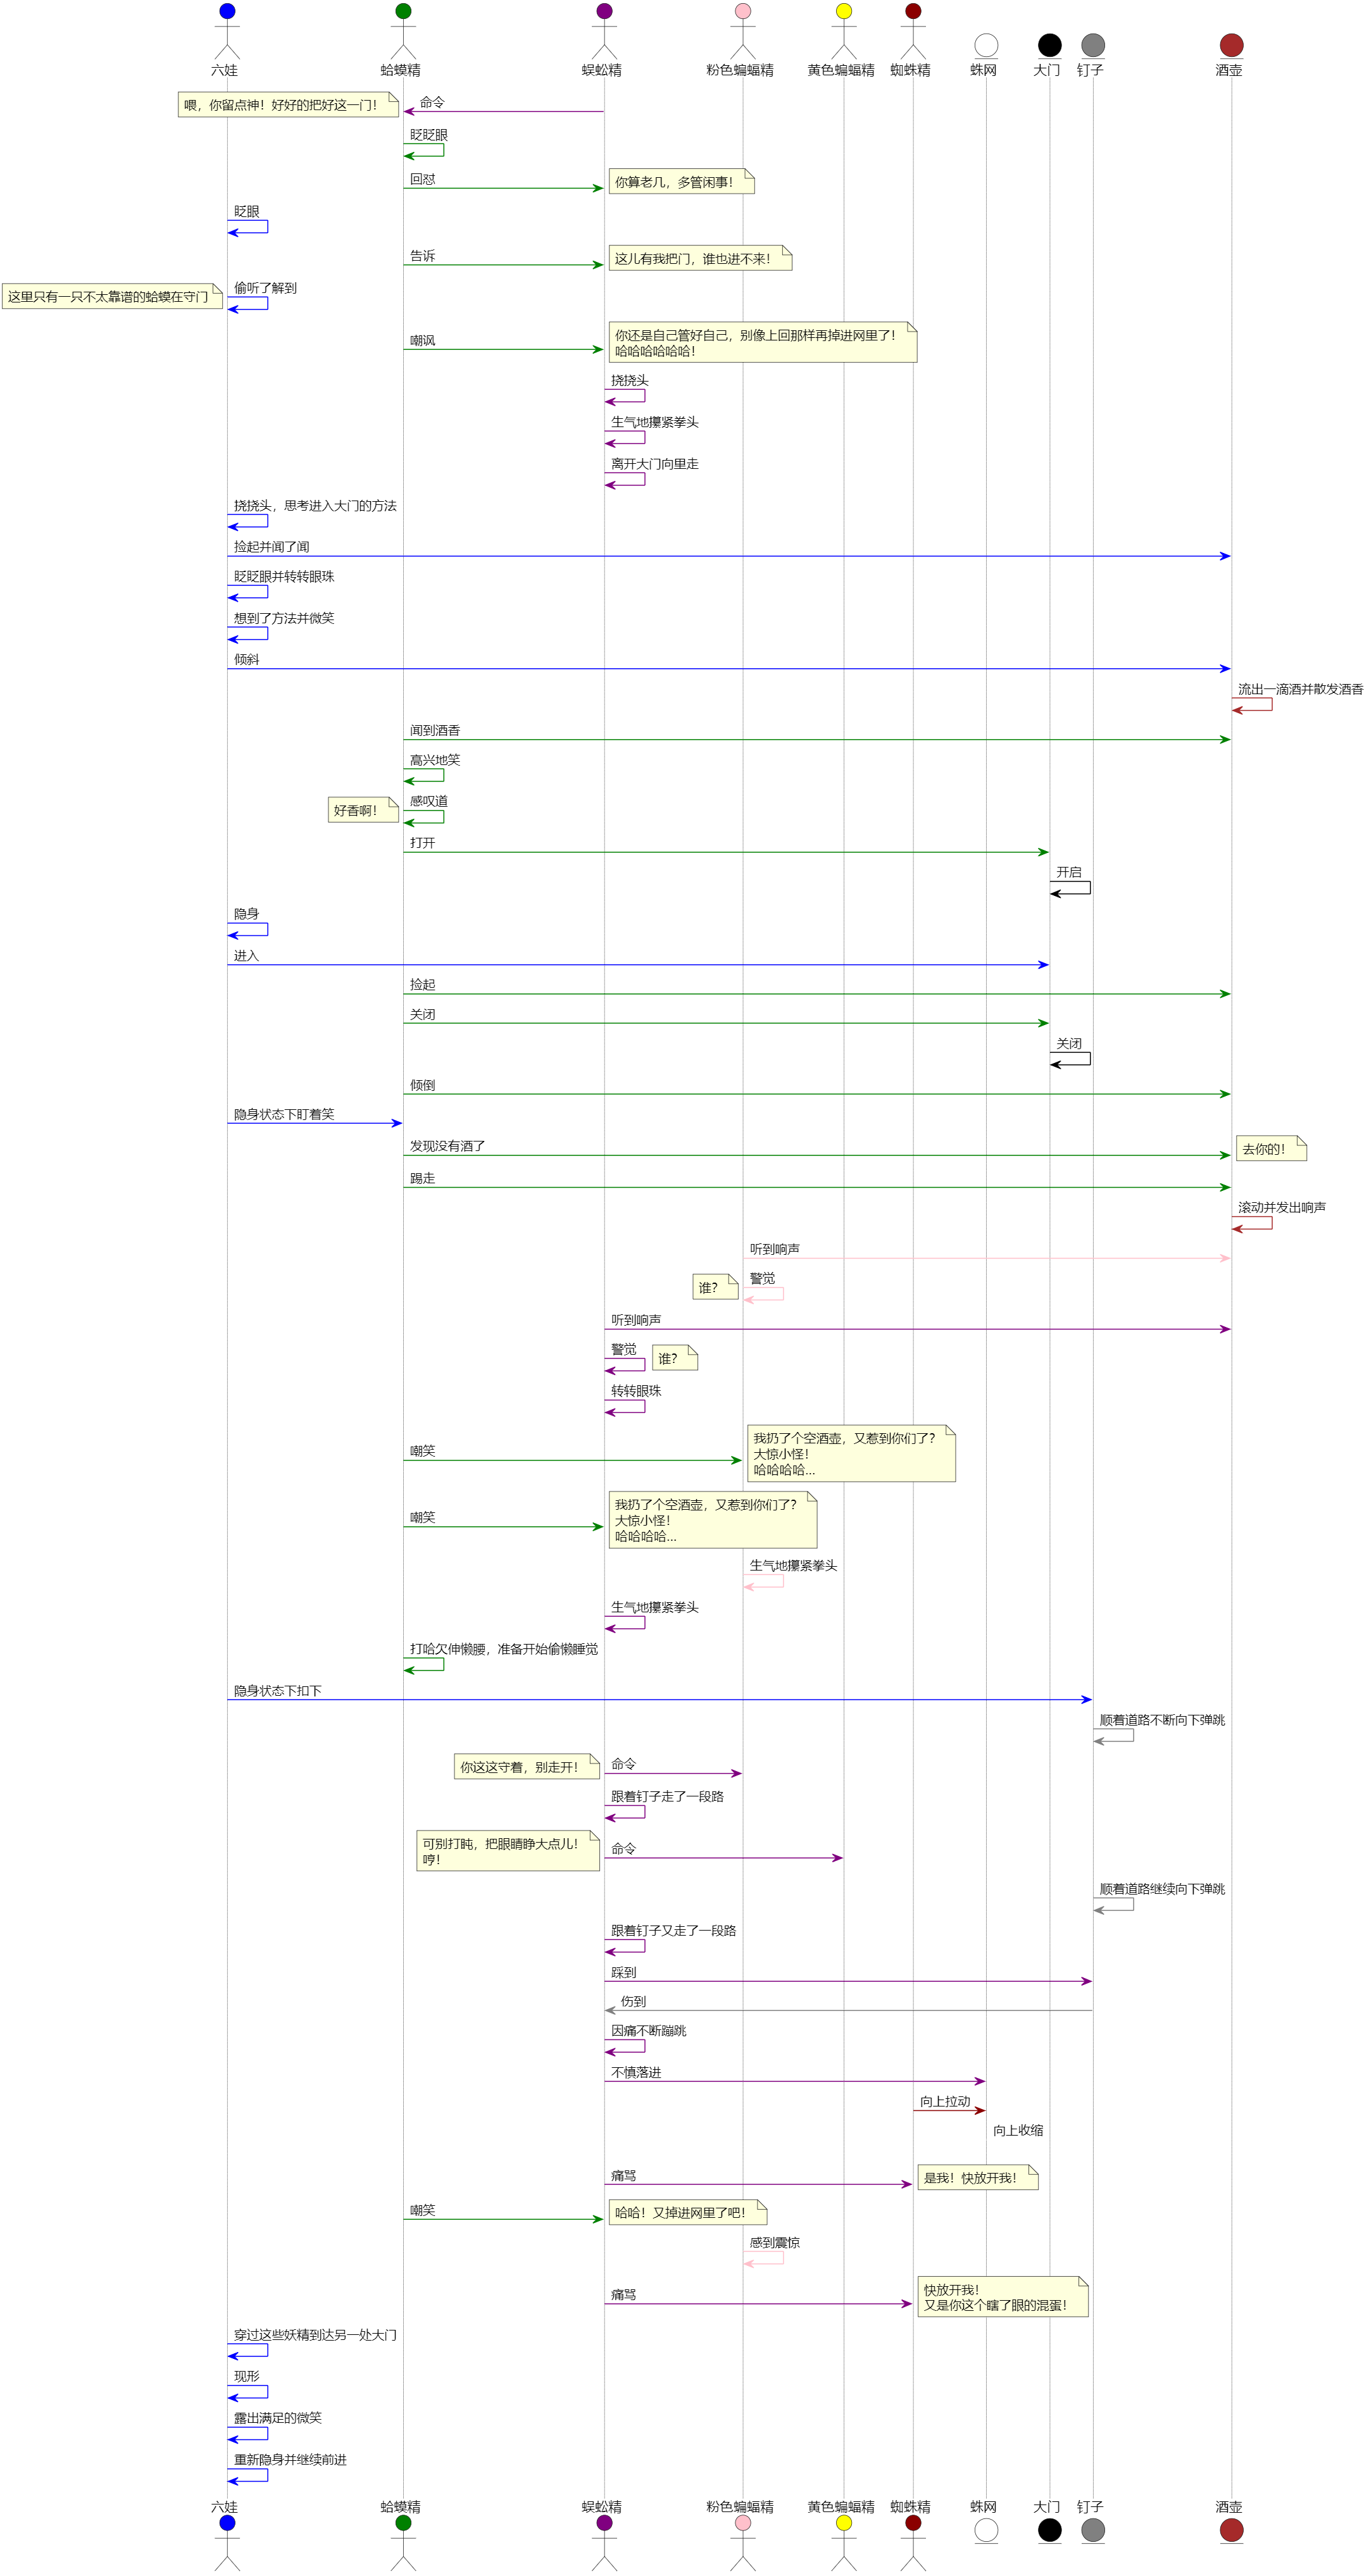 六娃
蛤蟆精
蜈蚣精
粉色蝙蝠精
黄色蝙蝠精
蜘蛛精
蛛网
大门
钉子
酒壶
喂，你留点神！好好的把好这一门！
命令
眨眨眼
回怼
你算老几，多管闲事！
眨眼
告诉
这儿有我把门，谁也进不来！
这里只有一只不太靠谱的蛤蟆在守门
偷听了解到
嘲讽
你还是自己管好自己，别像上回那样再掉进网里了！
哈哈哈哈哈哈！
挠挠头
生气地攥紧拳头
离开大门向里走
挠挠头，思考进入大门的方法
捡起并闻了闻
眨眨眼并转转眼珠
想到了方法并微笑
倾斜
流出一滴酒并散发酒香
闻到酒香
高兴地笑
好香啊！
感叹道
打开
开启
隐身
进入
捡起
关闭
关闭
倾倒
隐身状态下盯着笑
发现没有酒了
去你的！
踢走
滚动并发出响声
听到响声
谁？
警觉
听到响声
警觉
谁？
转转眼珠
嘲笑
我扔了个空酒壶，又惹到你们了？
大惊小怪！
哈哈哈哈...
嘲笑
我扔了个空酒壶，又惹到你们了？
大惊小怪！
哈哈哈哈...
生气地攥紧拳头
生气地攥紧拳头
打哈欠伸懒腰，准备开始偷懒睡觉
隐身状态下扣下
顺着道路不断向下弹跳
你这这守着，别走开！
命令
跟着钉子走了一段路
可别打盹，把眼睛睁大点儿！
哼！
命令
顺着道路继续向下弹跳
跟着钉子又走了一段路
踩到
伤到
因痛不断蹦跳
不慎落进
向上拉动
向上收缩
痛骂
是我！快放开我！
嘲笑
哈哈！又掉进网里了吧！
感到震惊
痛骂
快放开我！
又是你这个瞎了眼的混蛋！
穿过这些妖精到达另一处大门
现形
露出满足的微笑
重新隐身并继续前进
六娃
蛤蟆精
蜈蚣精
粉色蝙蝠精
黄色蝙蝠精
蜘蛛精
蛛网
大门
钉子
酒壶